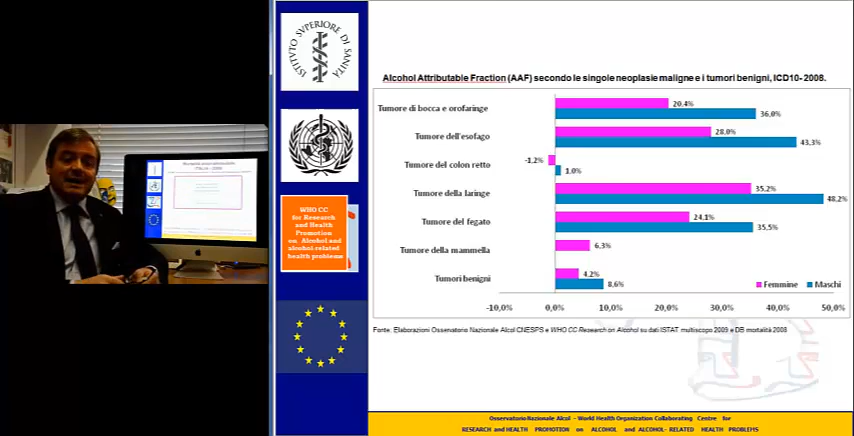 ISTITVTO SVPERIORE DI SANITA
WHO CC
for Research
and Health
Promotion
on, Alcohol and
alcohol-related
health problems
Alcohol Attributable Fraction (AAF) secondo le singole neoplasie maligne e i tumori benigni, ICD10- 2008.
Tumore di bocca e orofaringe
20,4%
36,0%
Tumore dell'esofago
28,0%
43,3%
Tumore del colon retto
-1,2%
1,0%
Tumore della laringe
35,2%
48,2%
Tumore del fegato
24,1%
35,5%
Tumore della mammella
6,3%
Tumori benigni
4,2%
8,6%
Femmine
Maschi
-10,0% 0,0% 10,0% 20,0% 30,0% 40,0% 50,0%
Fonte: Elaborazioni Osservatorio Nazionale Alcol CNESPS e WHO CC Research on Alcohol su dati ISTAT multiscopo 2009 e DB mortalità 2008
Osservatorio Nazionale Alcol - World Health Organization Collaborating Centre for
RESEARCH and HEALTH PROMOTION on ALCOHOL and ALCOHOL- RELATED HEALTH PROBLEMS